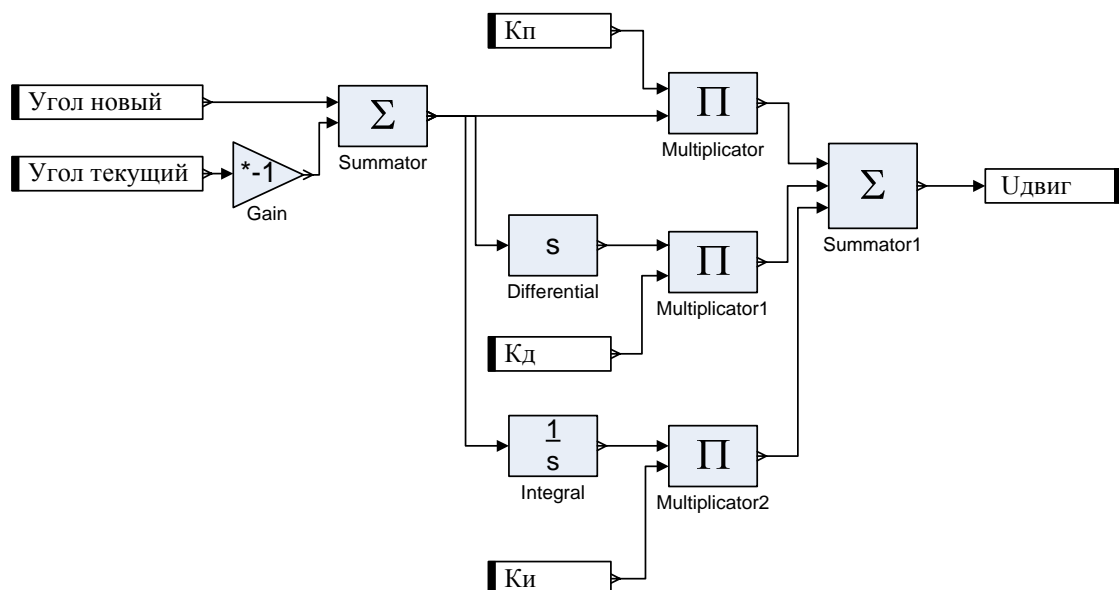 Кп
Угол новый
Σ
Summator
П
Multiplicator
Угол текущий
*-1
Gain
Σ
Summator1
Uдвиг
s
Differential
П
Multiplicator1
Кд
1
s
Integral
П
Multiplicator2
Ки